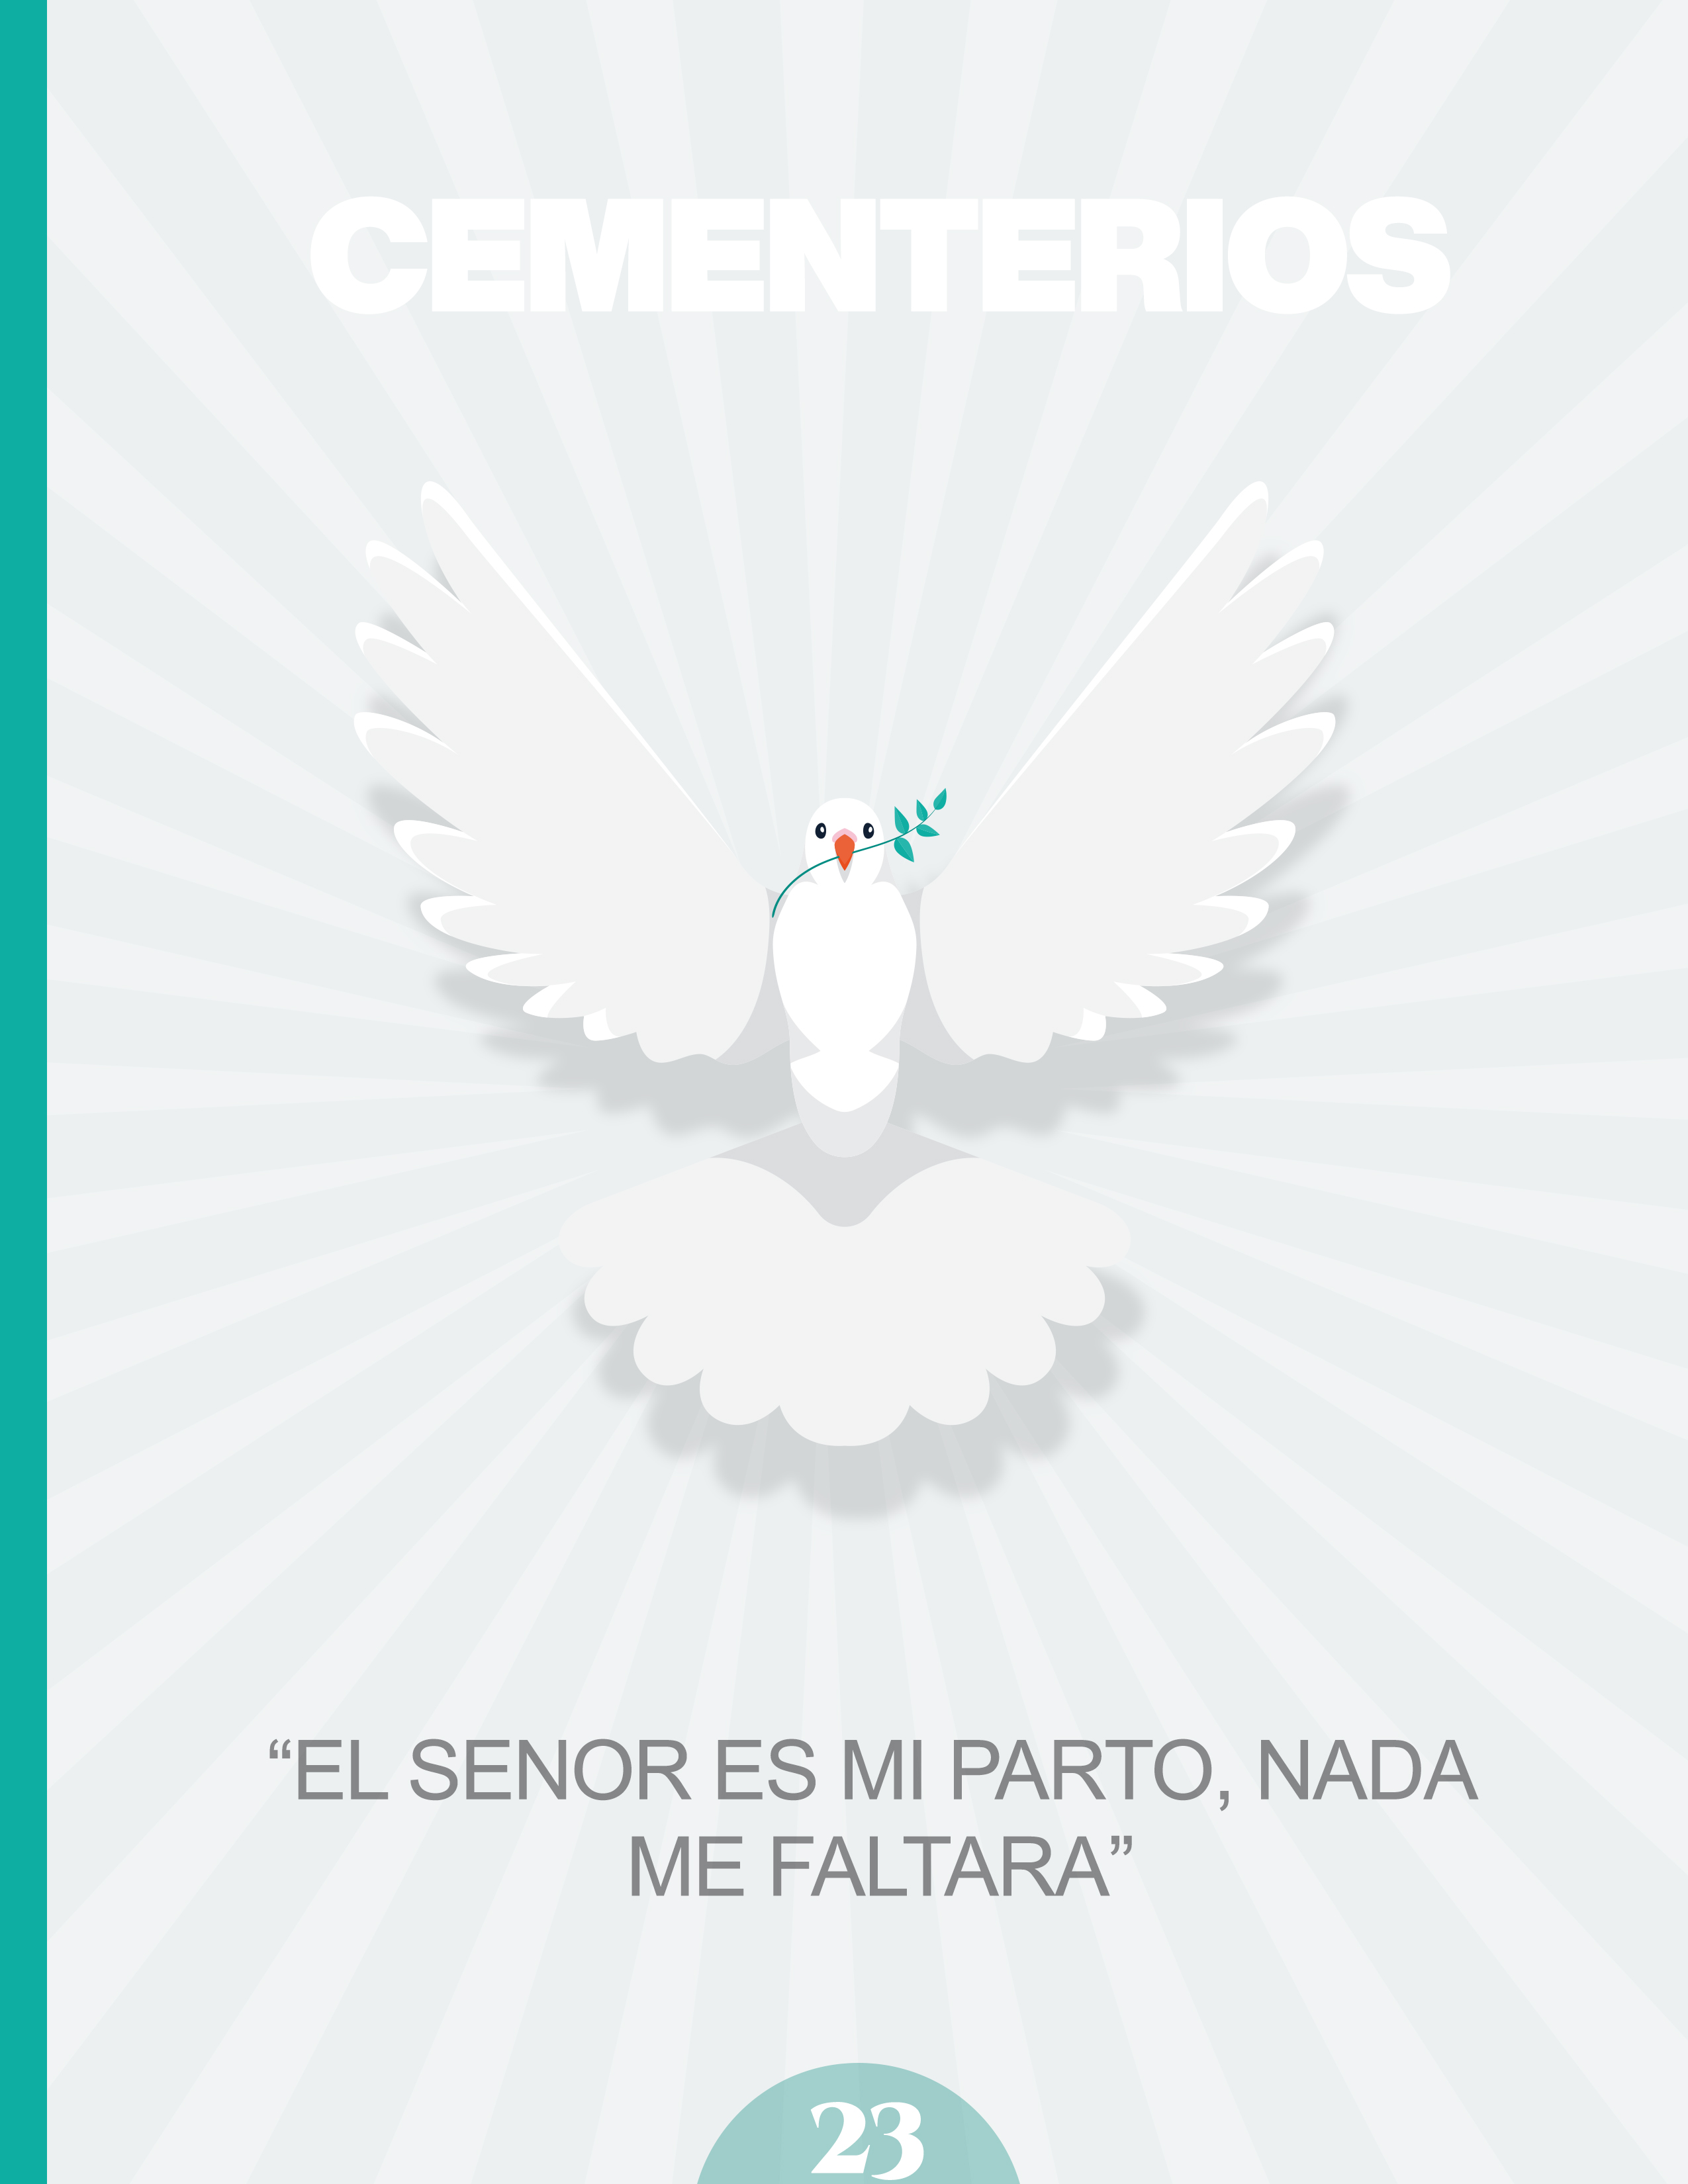 CEMENTERIOS
“EL SENOR ES MI PARTO, NADA
ME FALTARA”
23